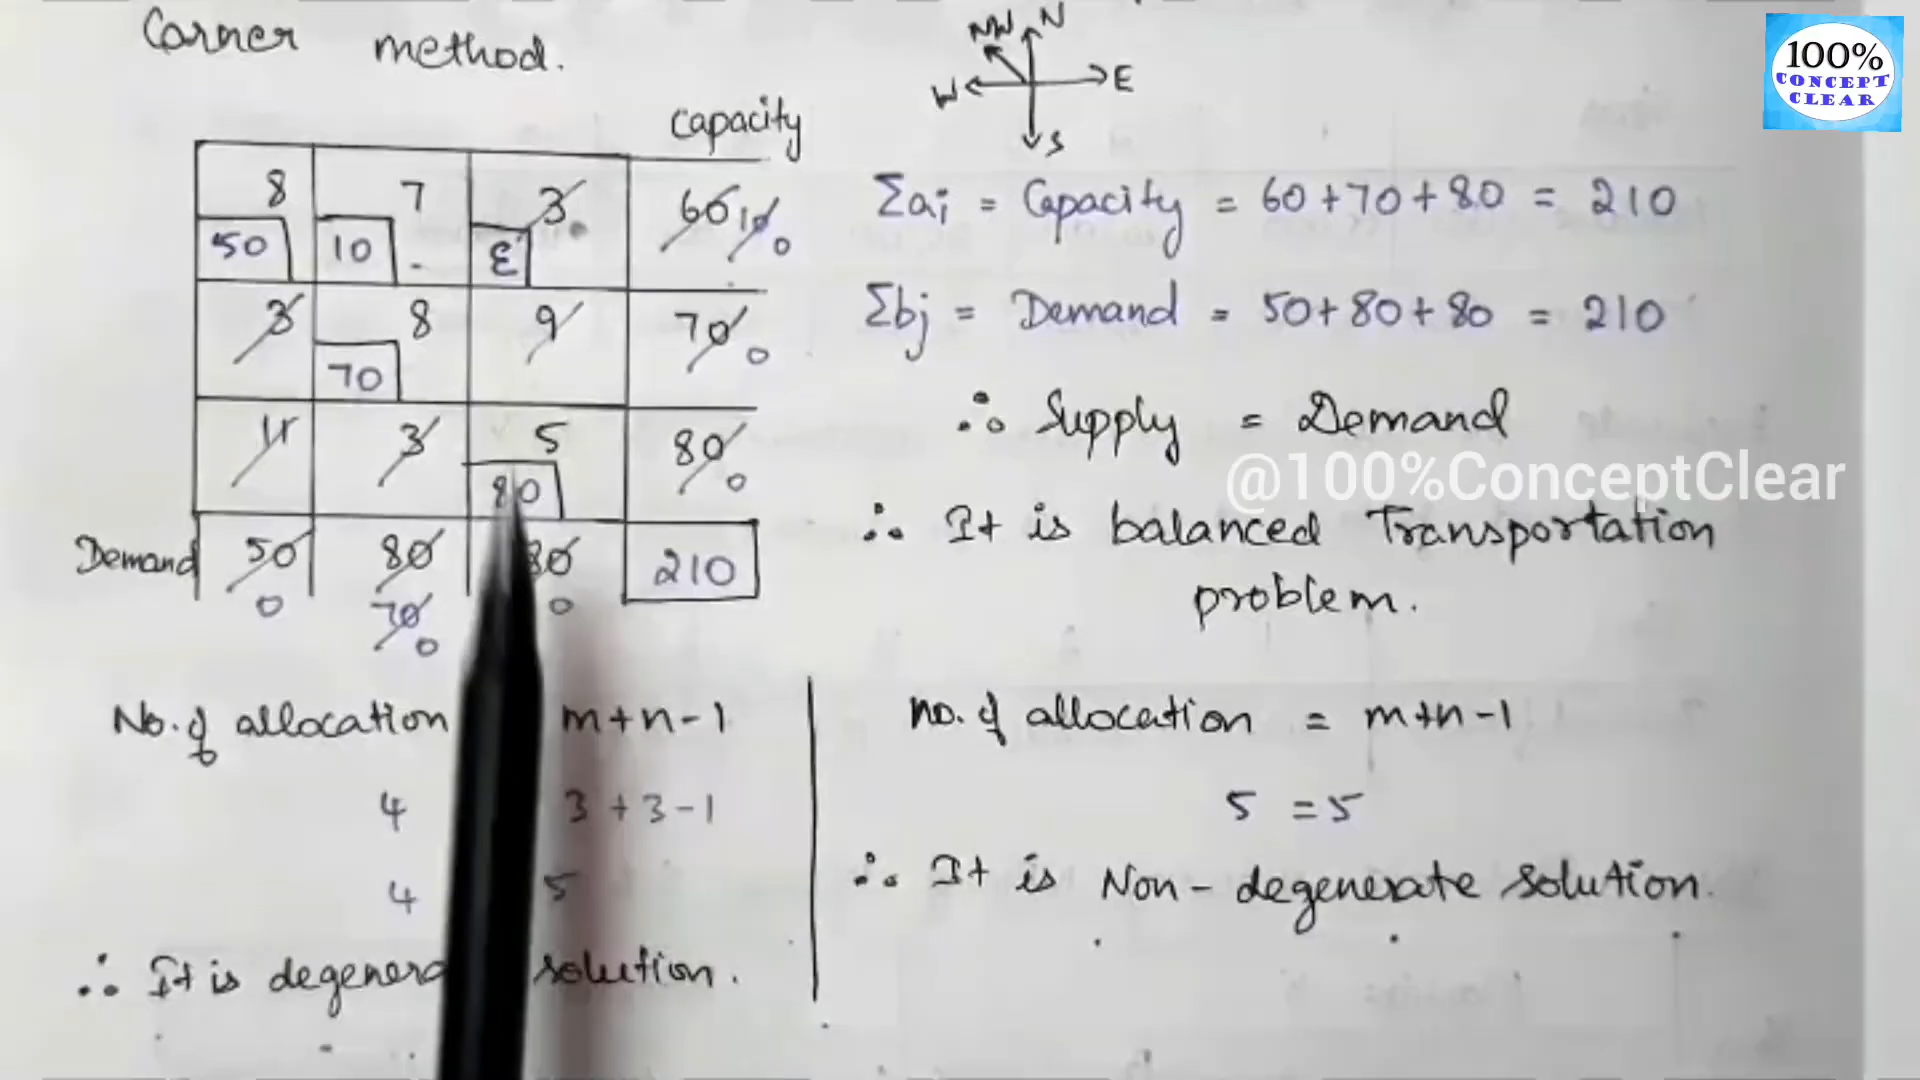 Corner method.
NW N
W E
S
100%
CONCEPT
CLEAR
capacity
8 7 3 60 10 0
50 10 ε
3 8 9 70 0
70
11 3 5 80 0
80
Demand 50 80 80 210
0 70 0 0
Σai = Capacity = 60+70+80 = 210
Σbj = Demand = 50+80+80 = 210
∴ Supply = Demand
@100%ConceptClear
∴ It is balanced Transportation
problem.
No. of allocation m+n-1
4 3+3-1
4 5
∴ It is solution.
no. of allocation = m+n-1
5 = 5
∴ It is Non-degenerate solution.